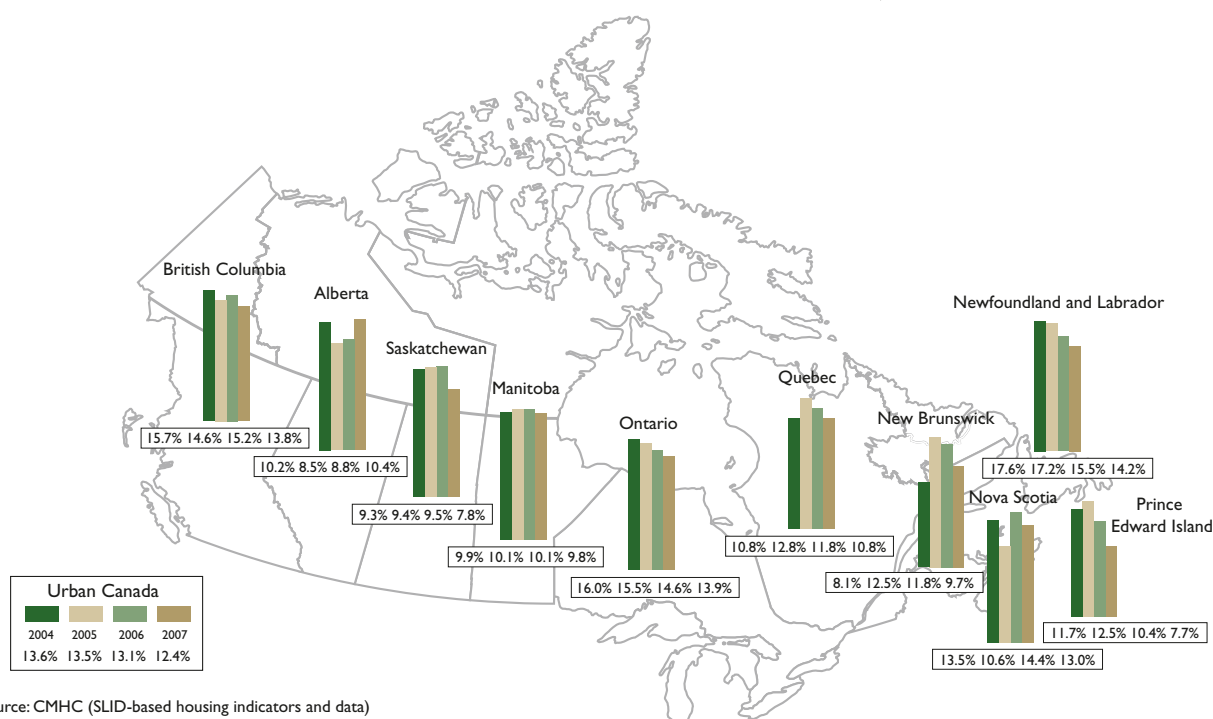 British Columbia
15.7% 14.6% 15.2% 13.8%
Alberta
10.2% 8.5% 8.8% 10.4%
Saskatchewan
9.3% 9.4% 9.5% 7.8%
Manitoba
9.9% 10.1% 10.1% 9.8%
Ontario
16.0% 15.5% 14.6% 13.9%
Quebec
10.8% 12.8% 11.8% 10.8%
New Brunswick
8.1% 12.5% 11.8% 9.7%
Newfoundland and Labrador
17.6% 17.2% 15.5% 14.2%
Nova Scotia
13.5% 10.6% 14.4% 13.0%
Prince
Edward Island
11.7% 12.5% 10.4% 7.7%
Urban Canada
2004 2005 2006 2007
13.6% 13.5% 13.1% 12.4%
urce: CMHC (SLID-based housing indicators and data)